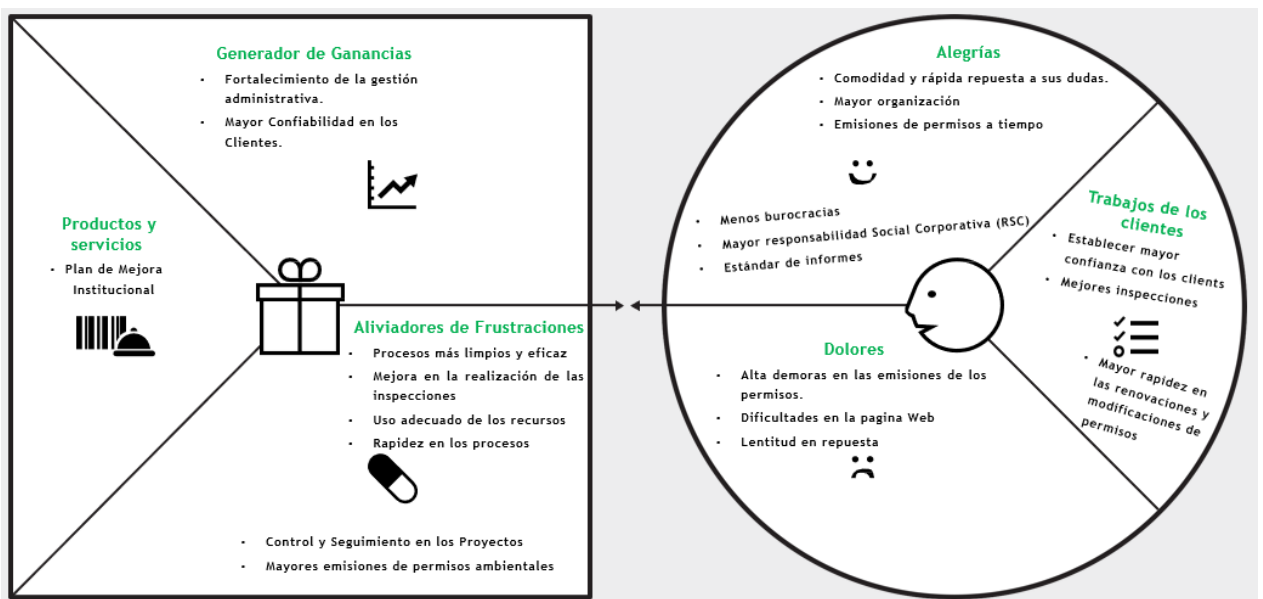 Generador de Ganancias
- Fortalecimiento de la gestión
administrativa.
- Mayor Confiabilidad en los
Clientes.
Productos y
servicios
- Plan de Mejora
Institucional
Aliviadores de Frustraciones
- Procesos más limpios y eficaz
- Mejora en la realización de las
inspecciones
- Uso adecuado de los recursos
- Rapidez en los procesos
- Control y Seguimiento en los Proyectos
- Mayores emisiones de permisos ambientales
Alegrías
- Comodidad y rápida repuesta a sus dudas.
- Mayor organización
- Emisiones de permisos a tiempo
- Menos burocracias
- Mayor responsabilidad Social Corporativa (RSC)
- Estándar de informes
Trabajos de los
clientes
- Establecer mayor
confianza con los clients
- Mejores inspecciones
- Mayor rapidez en
las renovaciones y
modificaciones de
permisos
Dolores
- Alta demoras en las emisiones de los
permisos.
- Dificultades en la pagina Web
- Lentitud en repuesta